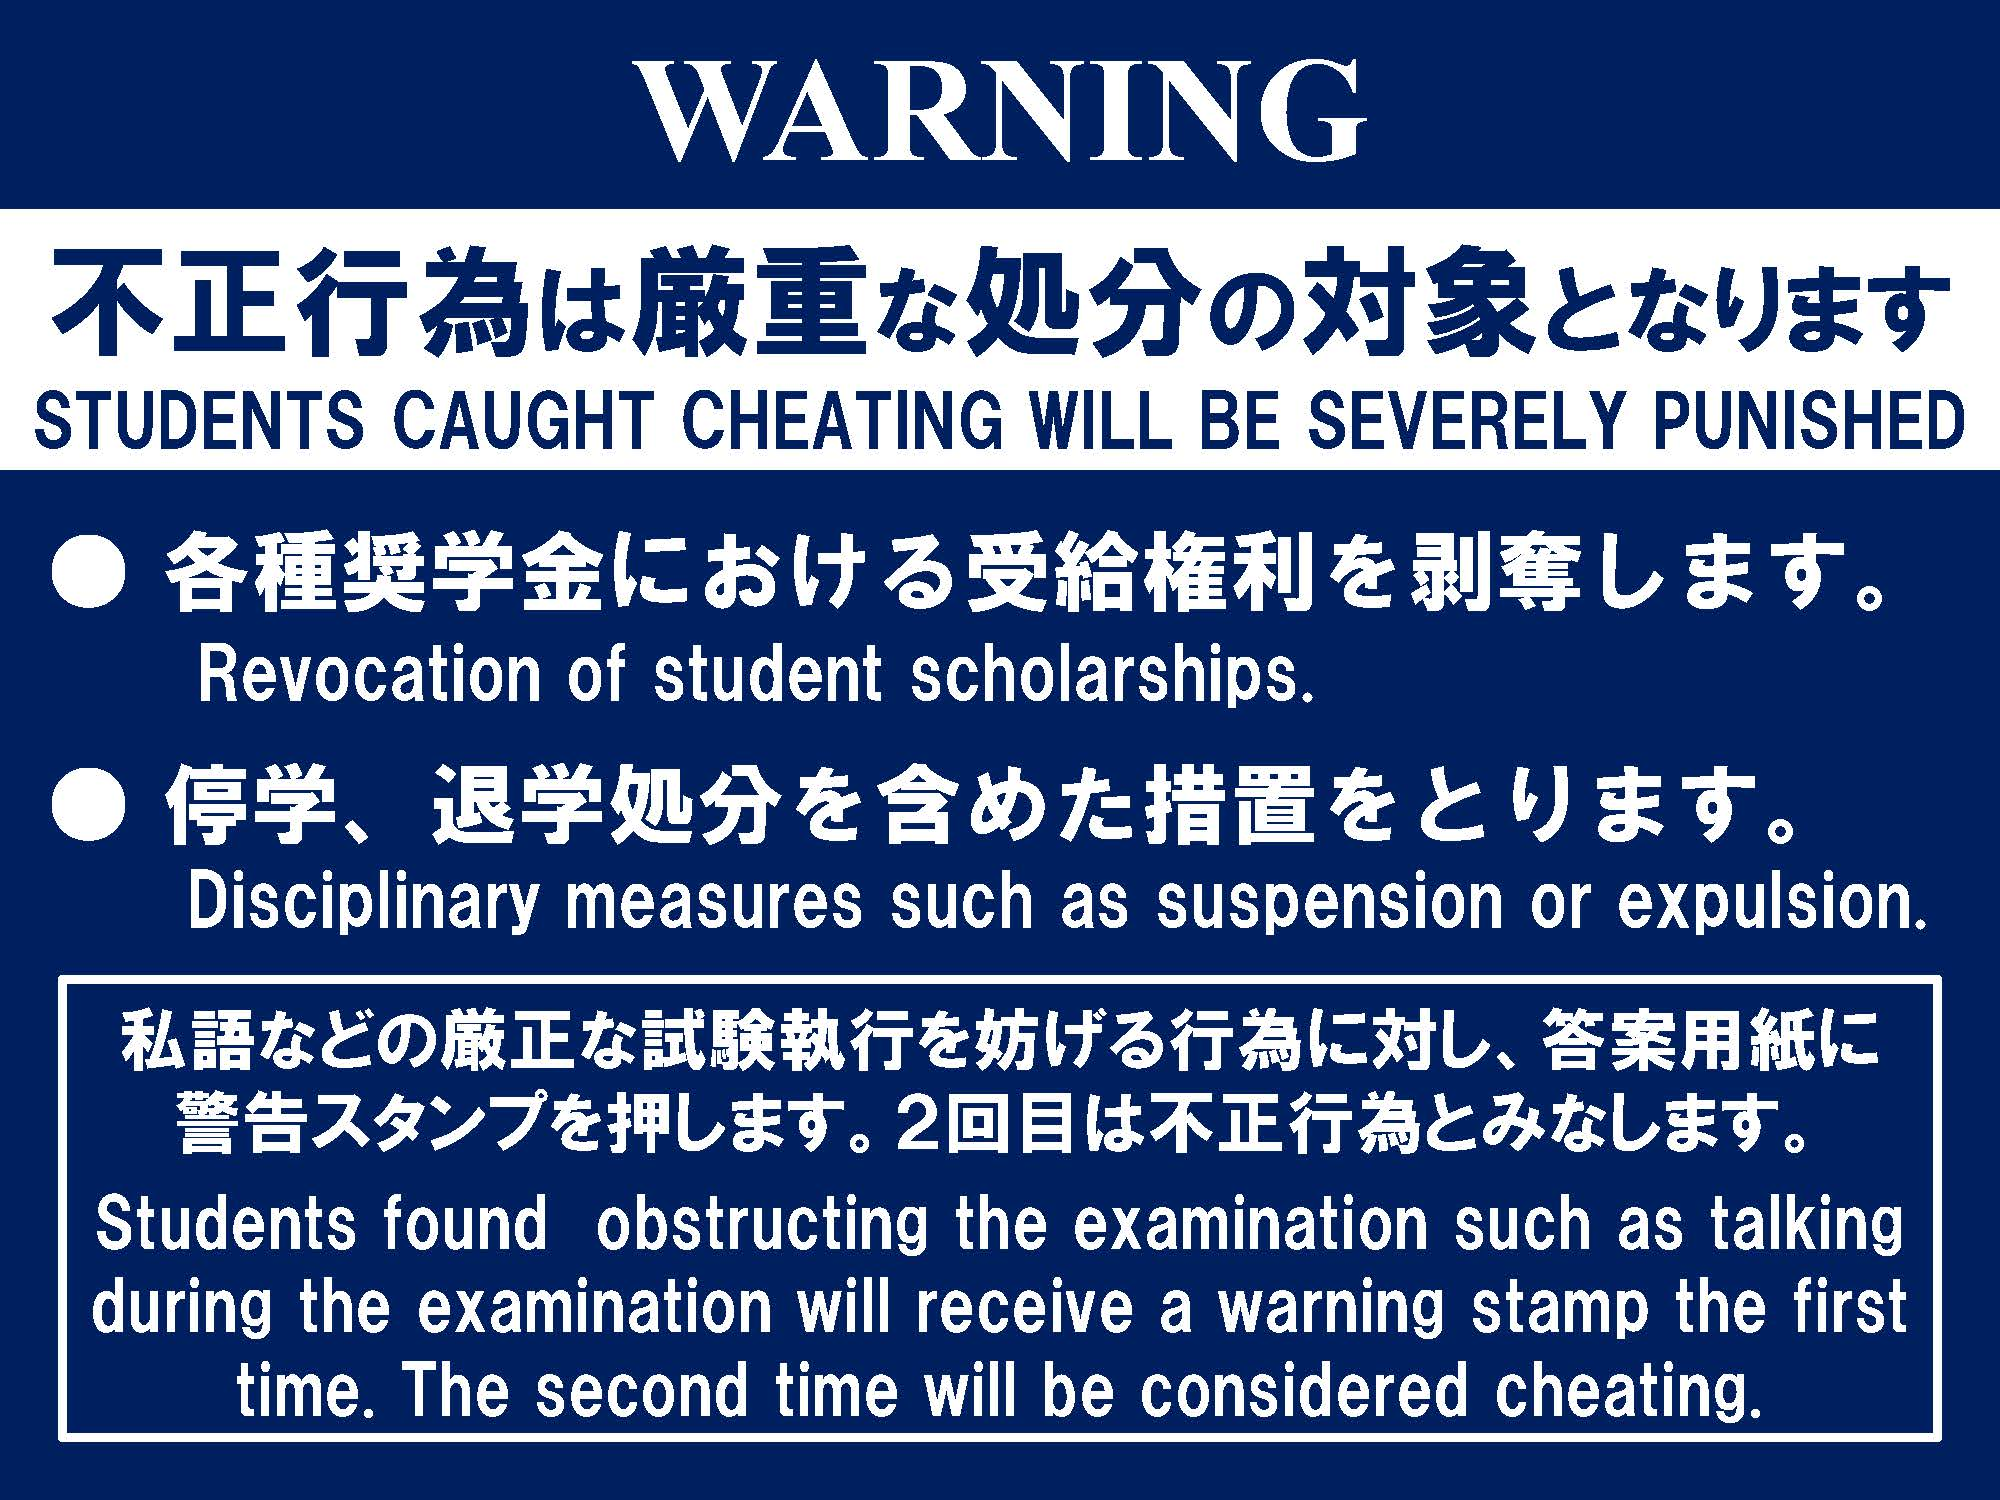 WARNING
不正行為は厳重な処分の対象となります
STUDENTS CAUGHT CHEATING WILL BE SEVERELY PUNISHED
● 各種奨学金における受給権利を剥奪します。
Revocation of student scholarships.
● 停学、退学処分を含めた措置をとります。
Disciplinary measures such as suspension or expulsion.
私語などの厳正な試験執行を妨げる行為に対し、答案用紙に
警告スタンプを押します。２回目は不正行為とみなします。
Students found obstructing the examination such as talking
during the examination will receive a warning stamp the first
time. The second time will be considered cheating.